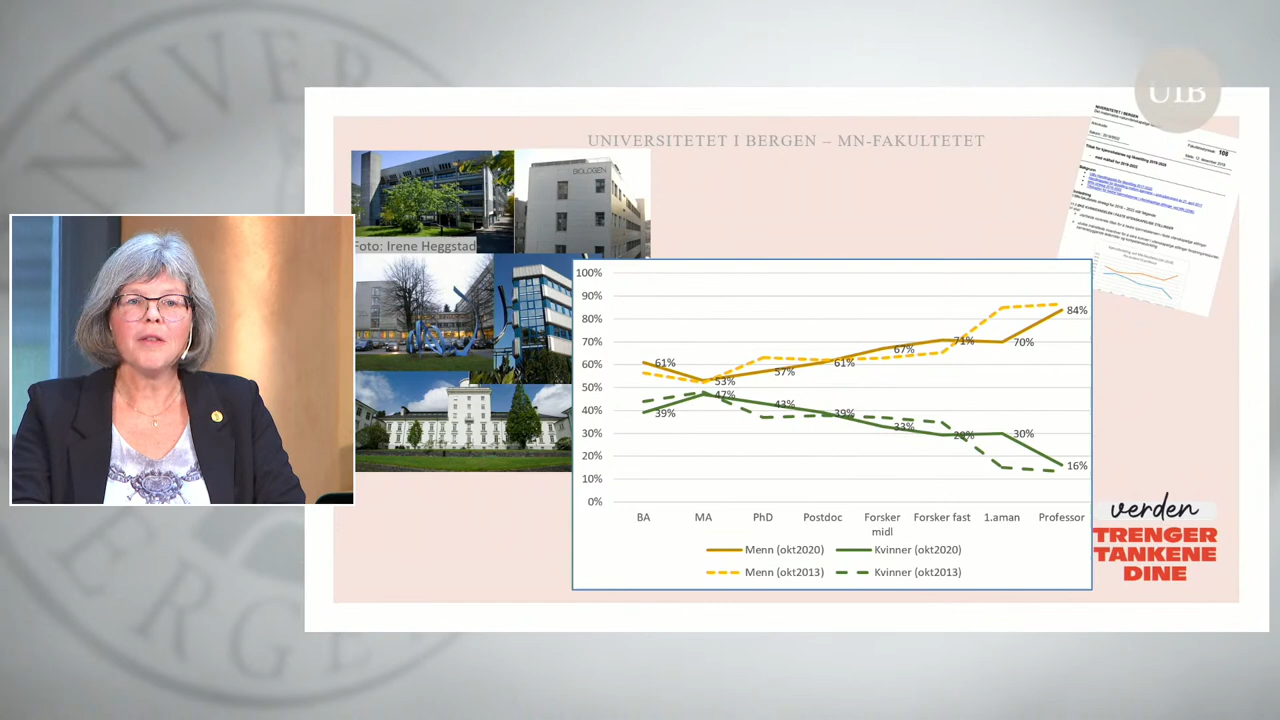 UiB
UNIVERSITETET I BERGEN – MN-FAKULTETET
BIOLOGEN
Foto: Irene Heggstad
100%
90%
80%
70%
60%
50%
40%
30%
20%
10%
0%
61%
53%
57%
61%
67%
71%
70%
84%
39%
47%
43%
39%
33%
29%
30%
16%
BA MA PhD Postdoc Forsker midl Forsker fast 1.aman Professor
Menn (okt2020) Kvinner (okt2020)
Menn (okt2013) Kvinner (okt2013)
verden
TRENGER
TANKENE
DINE